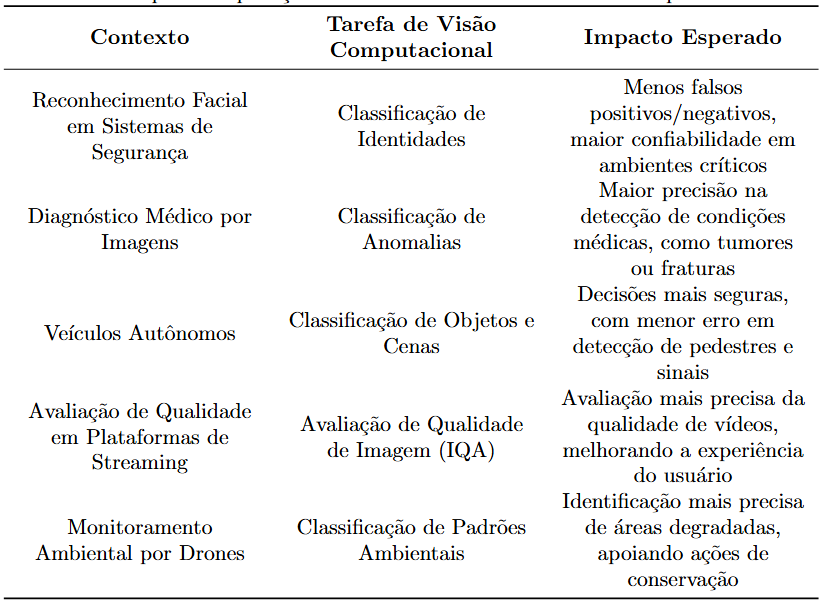 Contexto
Tarefa de Visão
Computacional
Impacto Esperado
Reconhecimento Facial
em Sistemas de
Segurança
Classificação de
Identidades
Menos falsos
positivos/negativos,
maior confiabilidade em
ambientes críticos
Diagnóstico Médico por
Imagens
Classificação de
Anomalias
Maior precisão na
detecção de condições
médicas, como tumores
ou fraturas
Veículos Autônomos
Classificação de Objetos e
Cenas
Decisões mais seguras,
com menor erro em
detecção de pedestres e
sinais
Avaliação de Qualidade
em Plataformas de
Streaming
Avaliação de Qualidade
de Imagem (IQA)
Avaliação mais precisa da
qualidade de vídeos,
melhorando a experiência
do usuário
Monitoramento
Ambiental por Drones
Classificação de Padrões
Ambientais
Identificação mais precisa
de áreas degradadas,
apoiando ações de
conservação